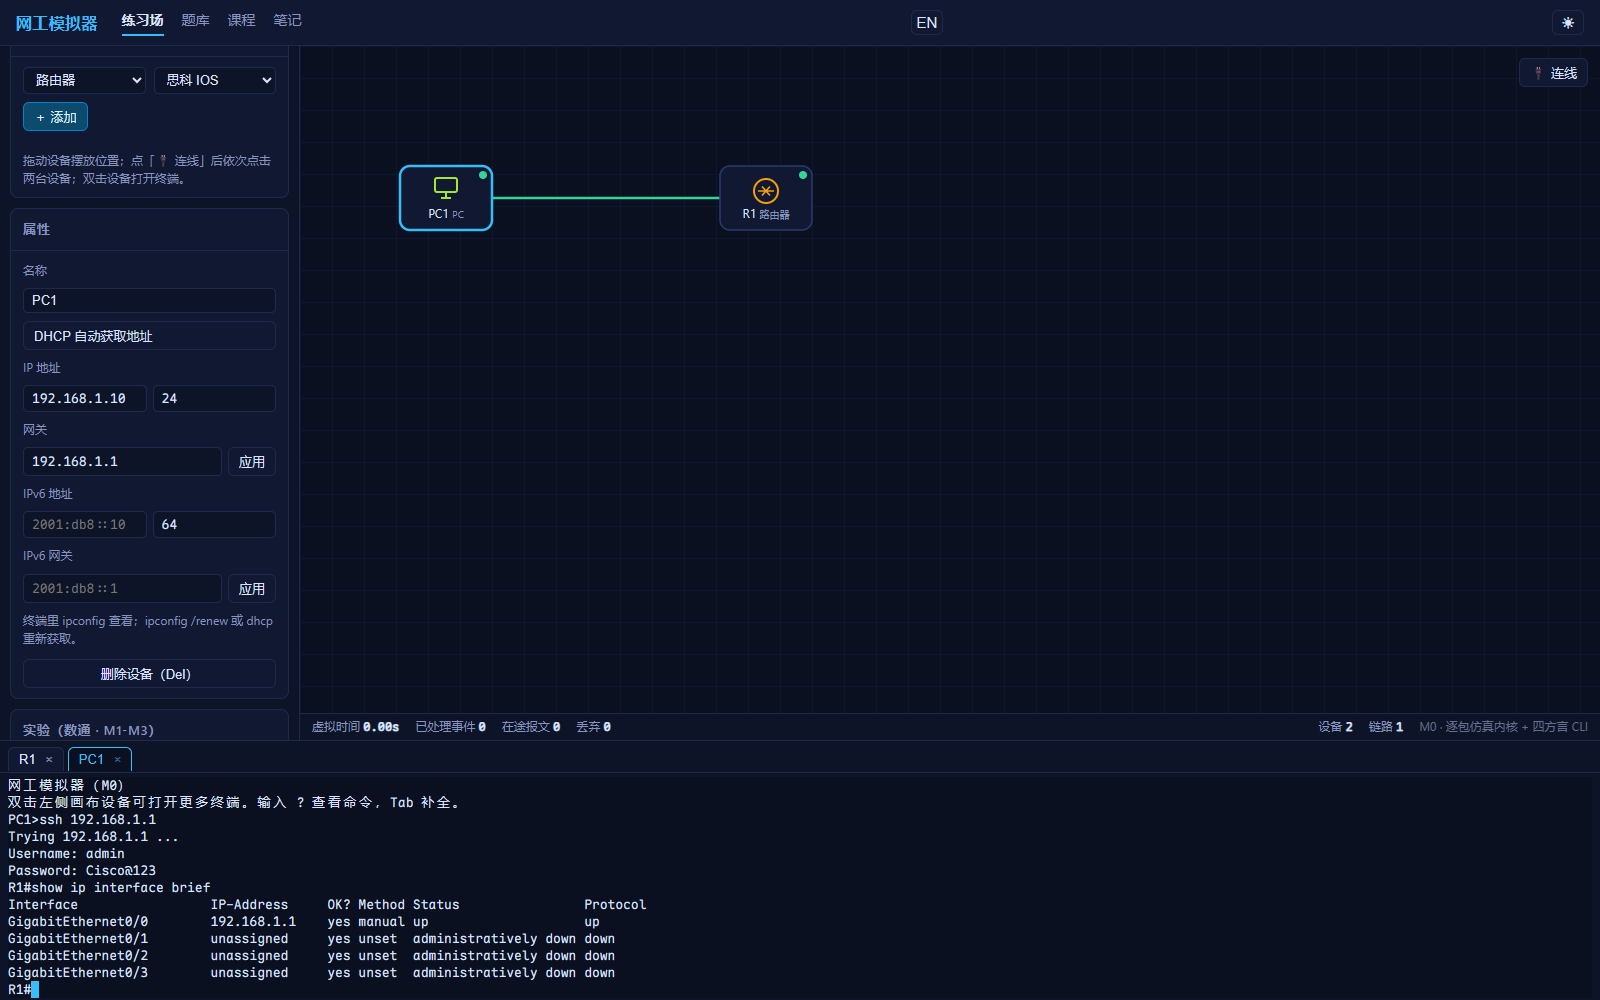 网工模拟器 练习场 题库 课程 笔记 EN
路由器 思科 IOS
+ 添加
拖动设备摆放位置；点「 连线」后依次点击
两台设备；双击设备打开终端。
属性
名称
PC1
DHCP 自动获取地址
IP 地址
192.168.1.10 24
网关
192.168.1.1 应用
IPv6 地址
2001:db8::10 64
IPv6 网关
2001:db8::1 应用
终端里 ipconfig 查看；ipconfig /renew 或 dhcp
重新获取。
删除设备（Del）
实验（数通 · M1-M3）
连线
PC1 PC
R1 路由器
虚拟时间 0.00s 已处理事件 0 在途报文 0 丢弃 0 设备 2 链路 1 M0 · 逐包仿真内核 + 四方言 CLI
R1 × PC1 ×
网工模拟器 (M0)
双击左侧画布设备可打开更多终端。输入 ? 查看命令, Tab 补全。
PC1>ssh 192.168.1.1
Trying 192.168.1.1 ...
Username: admin
Password: Cisco@123
R1#show ip interface brief
Interface IP-Address OK? Method Status Protocol
GigabitEthernet0/0 192.168.1.1 yes manual up up
GigabitEthernet0/1 unassigned yes unset administratively down down
GigabitEthernet0/2 unassigned yes unset administratively down down
GigabitEthernet0/3 unassigned yes unset administratively down down
R1#